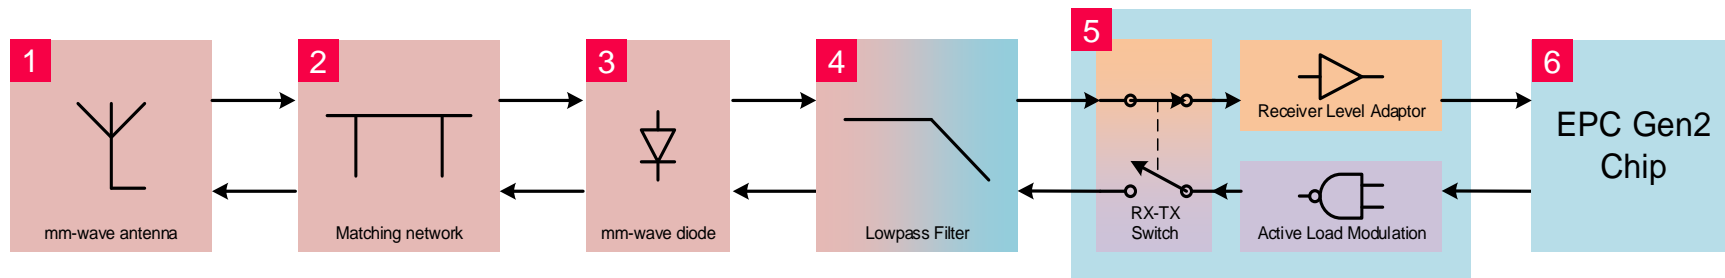 1
mm-wave antenna
2
Matching network
3
mm-wave diode
4
Lowpass Filter
5
RX-TX
Switch
Receiver Level Adaptor
Active Load Modulation
6
EPC Gen2
Chip